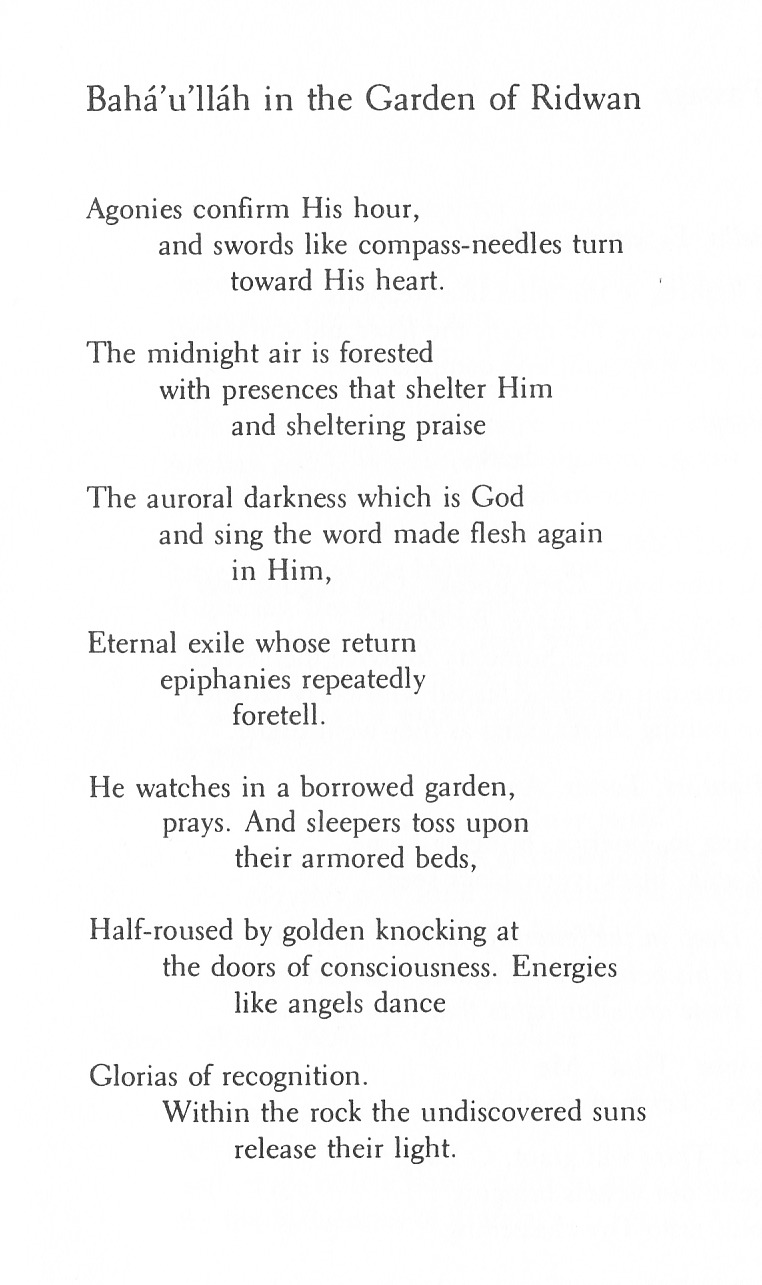 Bahá’u’lláh in the Garden of Ridwan
Agonies confirm His hour,
and swords like compass-needles turn
toward His heart.
The midnight air is forested
with presences that shelter Him
and sheltering praise
The auroral darkness which is God
and sing the word made flesh again
in Him,
Eternal exile whose return
epiphanies repeatedly
foretell.
He watches in a borrowed garden,
prays. And sleepers toss upon
their armored beds,
Half-roused by golden knocking at
the doors of consciousness. Energies
like angels dance
Glorias of recognition.
Within the rock the undiscovered suns
release their light.